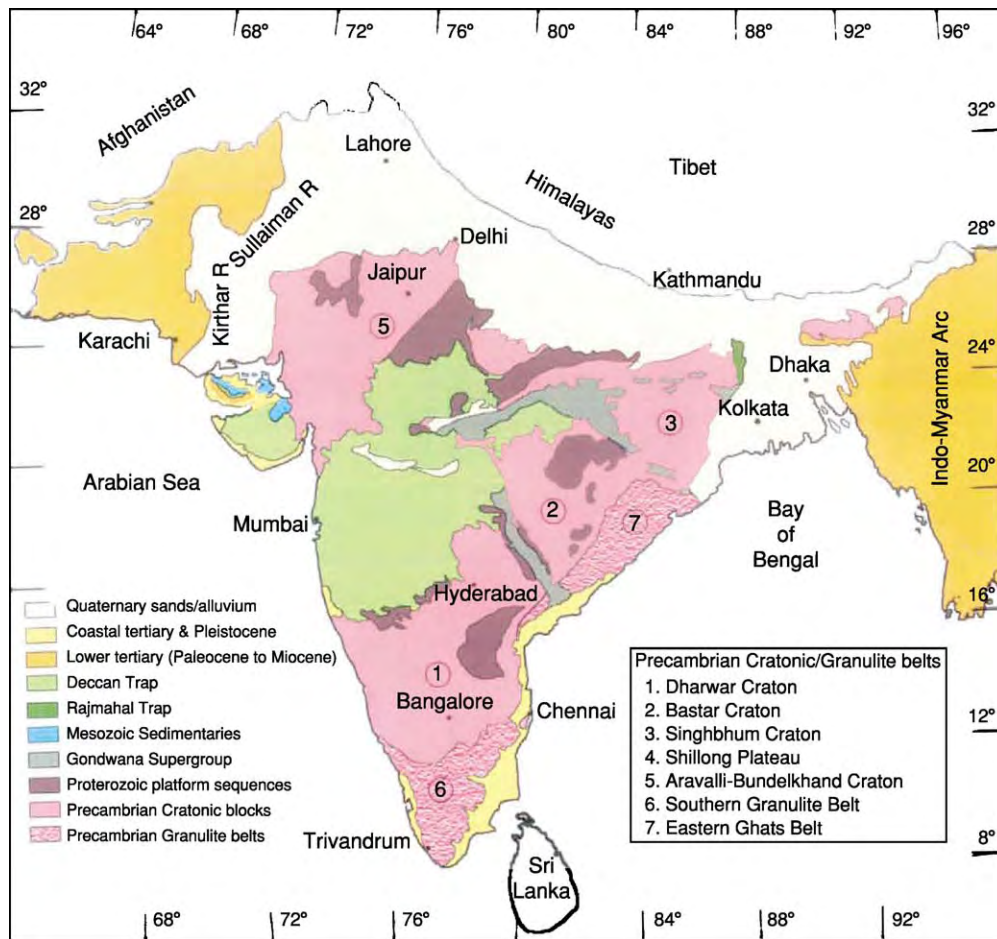 64° 68° 72° 76° 80° 84° 88° 92° 96°
32° 32°
Afghanistan
Lahore
Tibet
Himalayas
Sullaiman R
28° 28°
Delhi
Kirthar R
Jaipur
Kathmandu
5
Karachi
Indo-Myanmar Arc
24° 24°
Dhaka
Kolkata
3
Arabian Sea
20° 20°
Mumbai
2
7
Bay
of
Bengal
Hyderabad
16° 16°
Quaternary sands/alluvium
Coastal tertiary & Pleistocene
Lower tertiary (Paleocene to Miocene)
Deccan Trap
Rajmahal Trap
Mesozoic Sedimentaries
Gondwana Supergroup
Proterozoic platform sequences
Precambrian Cratonic blocks
Precambrian Granulite belts
1
Bangalore
Chennai
12° 12°
6
Trivandrum
8° 8°
Sri
Lanka
Precambrian Cratonic/Granulite belts
1. Dharwar Craton
2. Bastar Craton
3. Singhbhum Craton
4. Shillong Plateau
5. Aravalli-Bundelkhand Craton
6. Southern Granulite Belt
7. Eastern Ghats Belt
68° 72° 76° 80° 84° 88° 92°